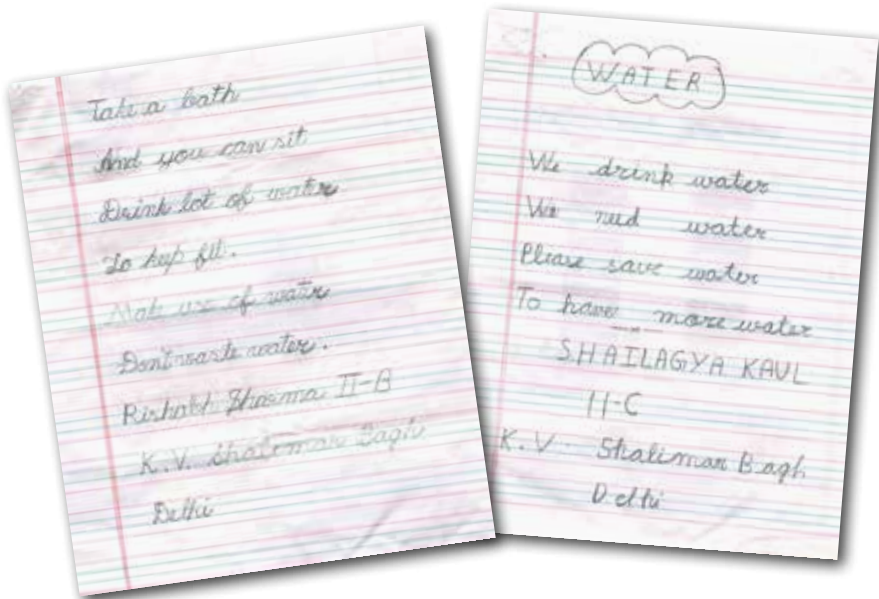 Take a bath
And you can sit
Drink lot of water
To keep fit.
Make use of water
Don't waste water.
Rishabh Sharma II-B
K.V. Shalimar Bagh
Delhi
WATER
We drink water
We need water
Please save water
To have more water
SHAILAGYA KAUL
II-C
K.V. Shalimar Bagh
Delhi